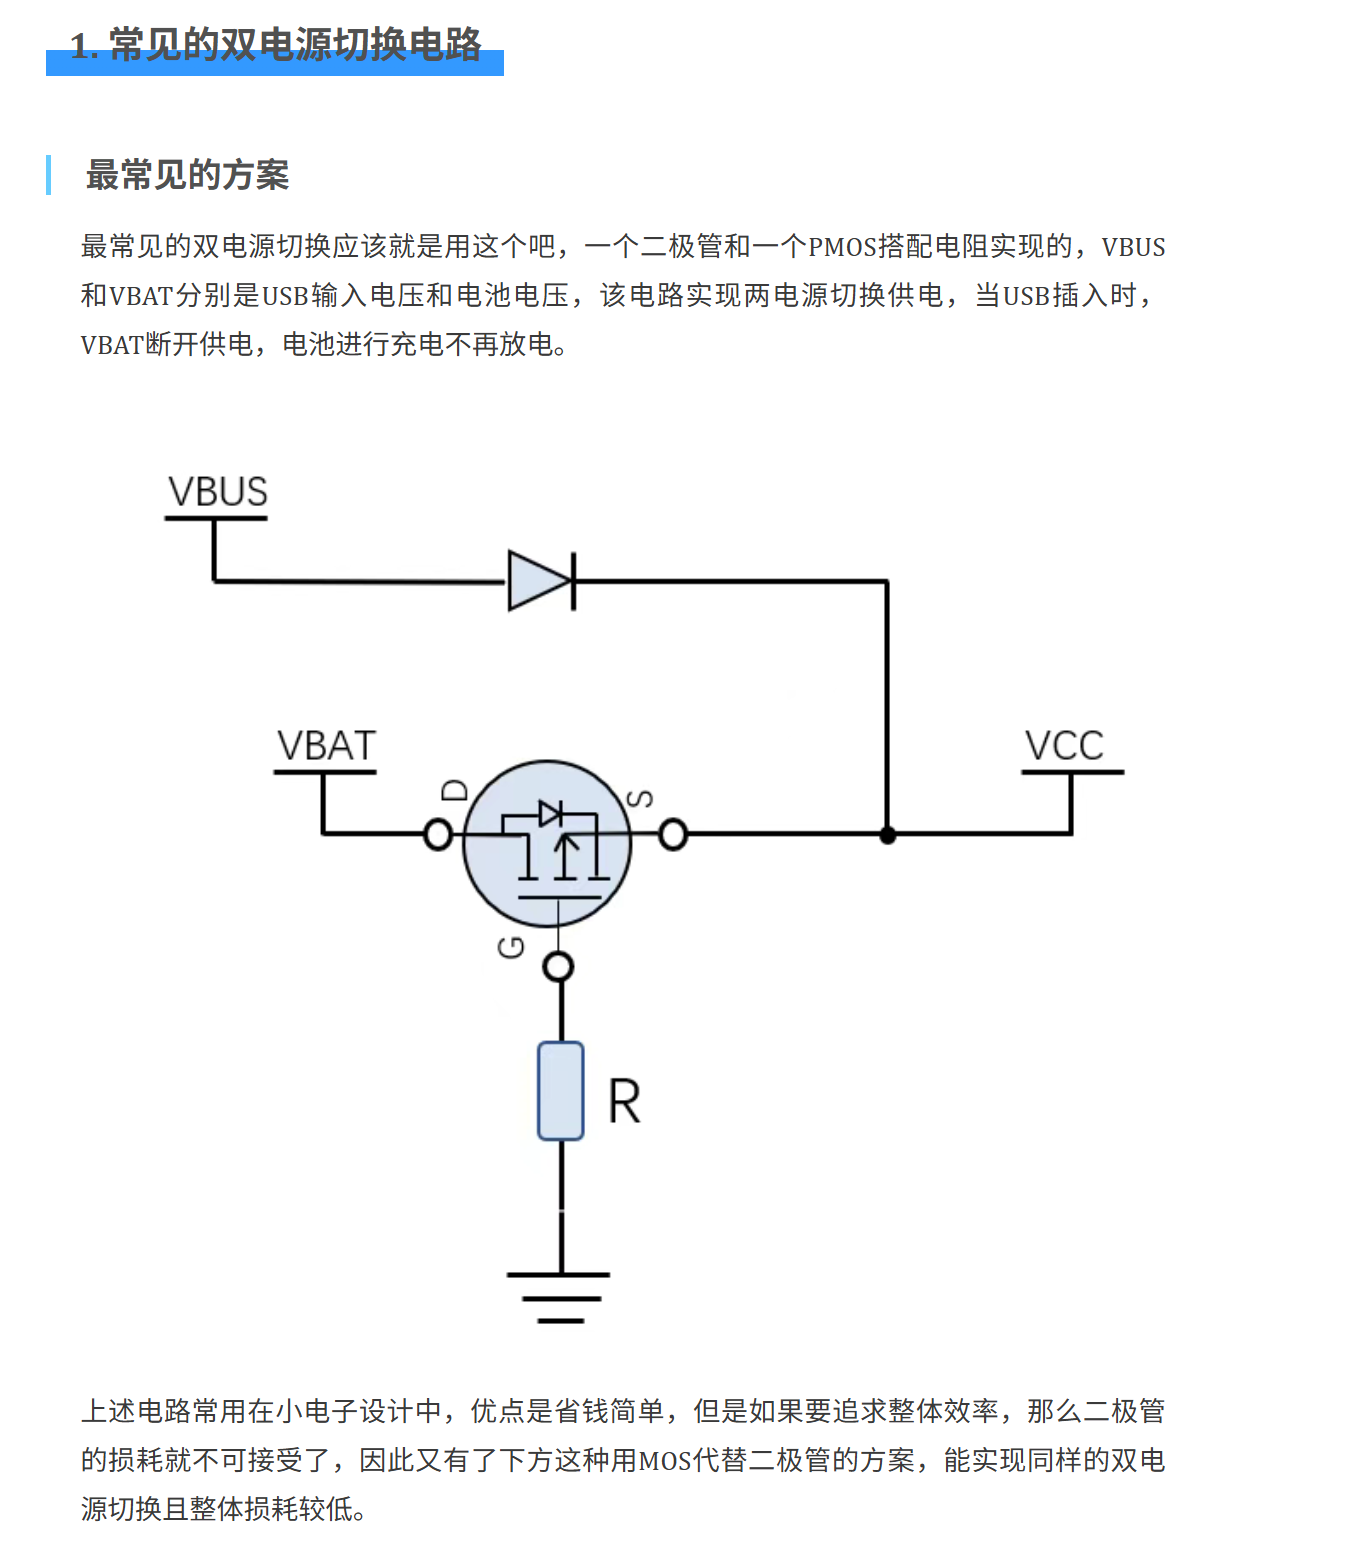 1. 常见的双电源切换电路
最常见的方案
最常见的双电源切换应该就是用这个吧，一个二极管和一个PMOS搭配电阻实现的，VBUS
和VBAT分别是USB输入电压和电池电压，该电路实现两电源切换供电，当USB插入时，
VBAT断开供电，电池进行充电不再放电。
VBUS
VBAT
VCC
D
S
G
R
上述电路常用在小电子设计中，优点是省钱简单，但是如果要追求整体效率，那么二极管
的损耗就不可接受了，因此又有了下方这种用MOS代替二极管的方案，能实现同样的双电
源切换且整体损耗较低。